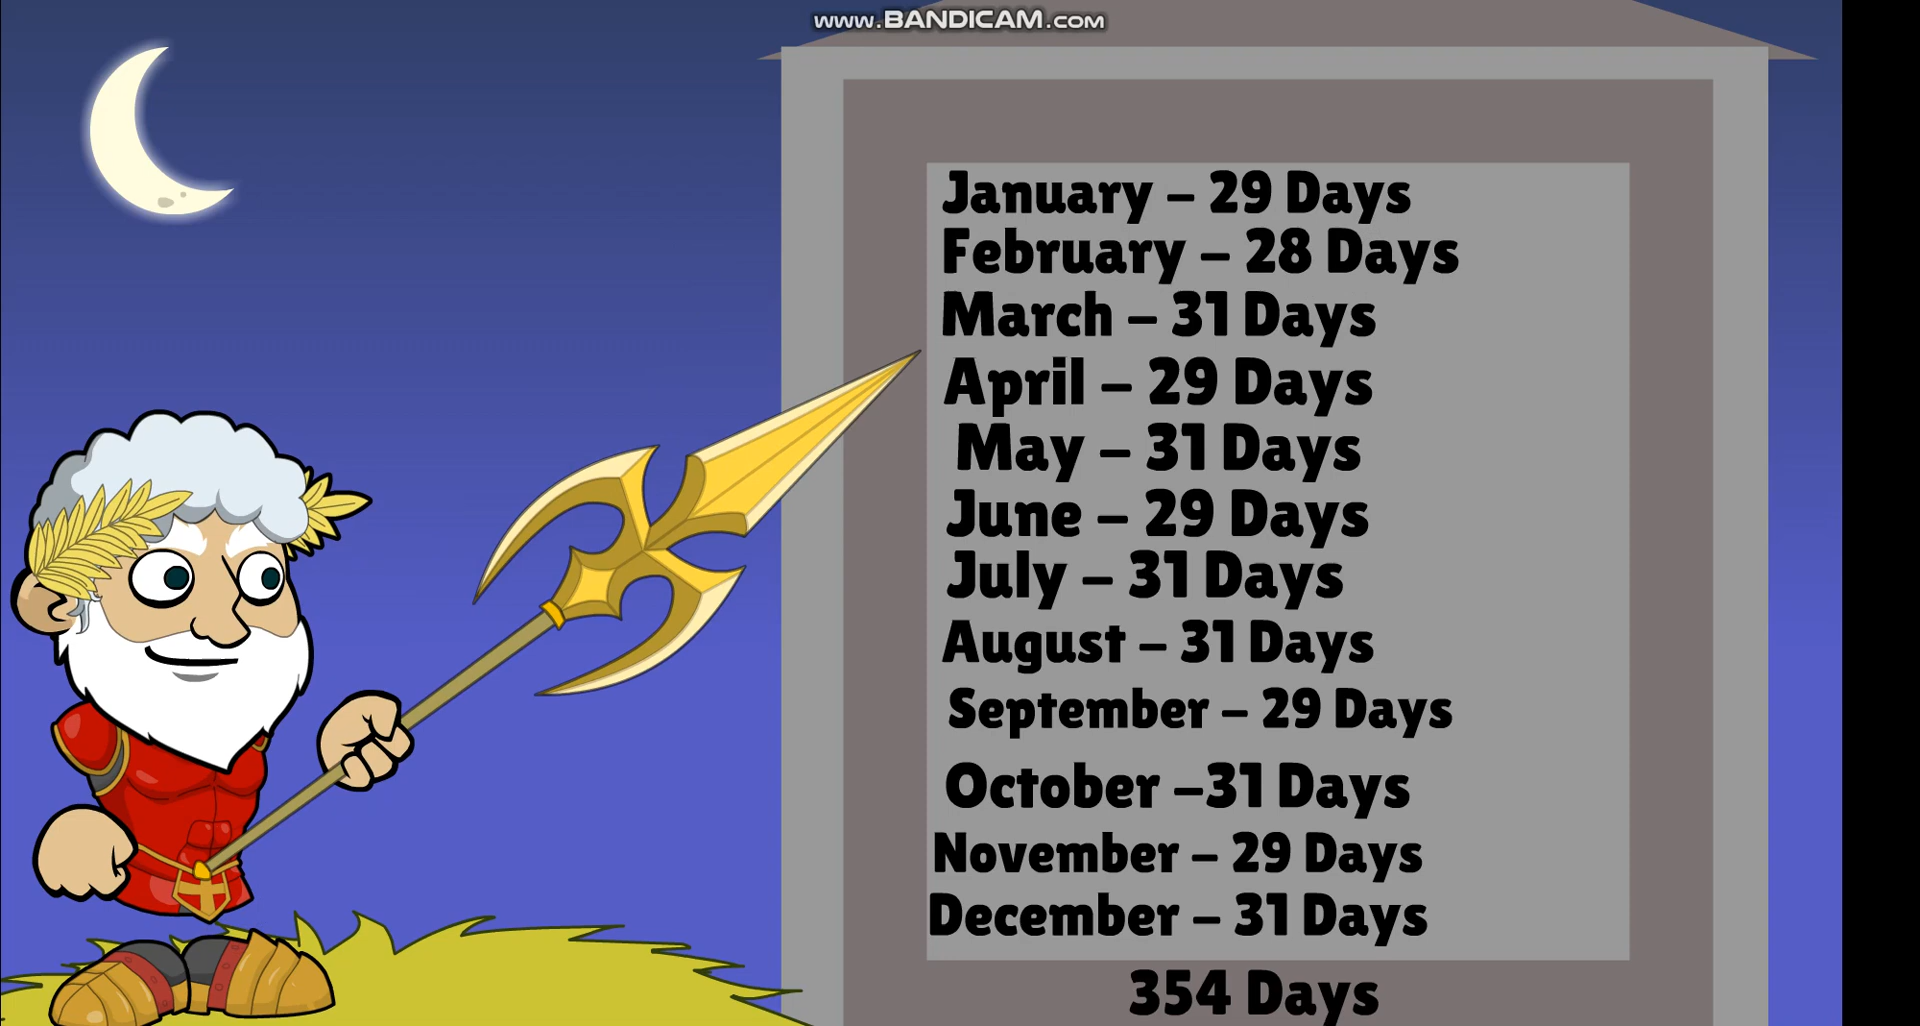 www.BANDICAM.com
January – 29 Days
February – 28 Days
March – 31 Days
April – 29 Days
May – 31 Days
June – 29 Days
July – 31 Days
August – 31 Days
September – 29 Days
October –31 Days
November – 29 Days
December – 31 Days
354 Days